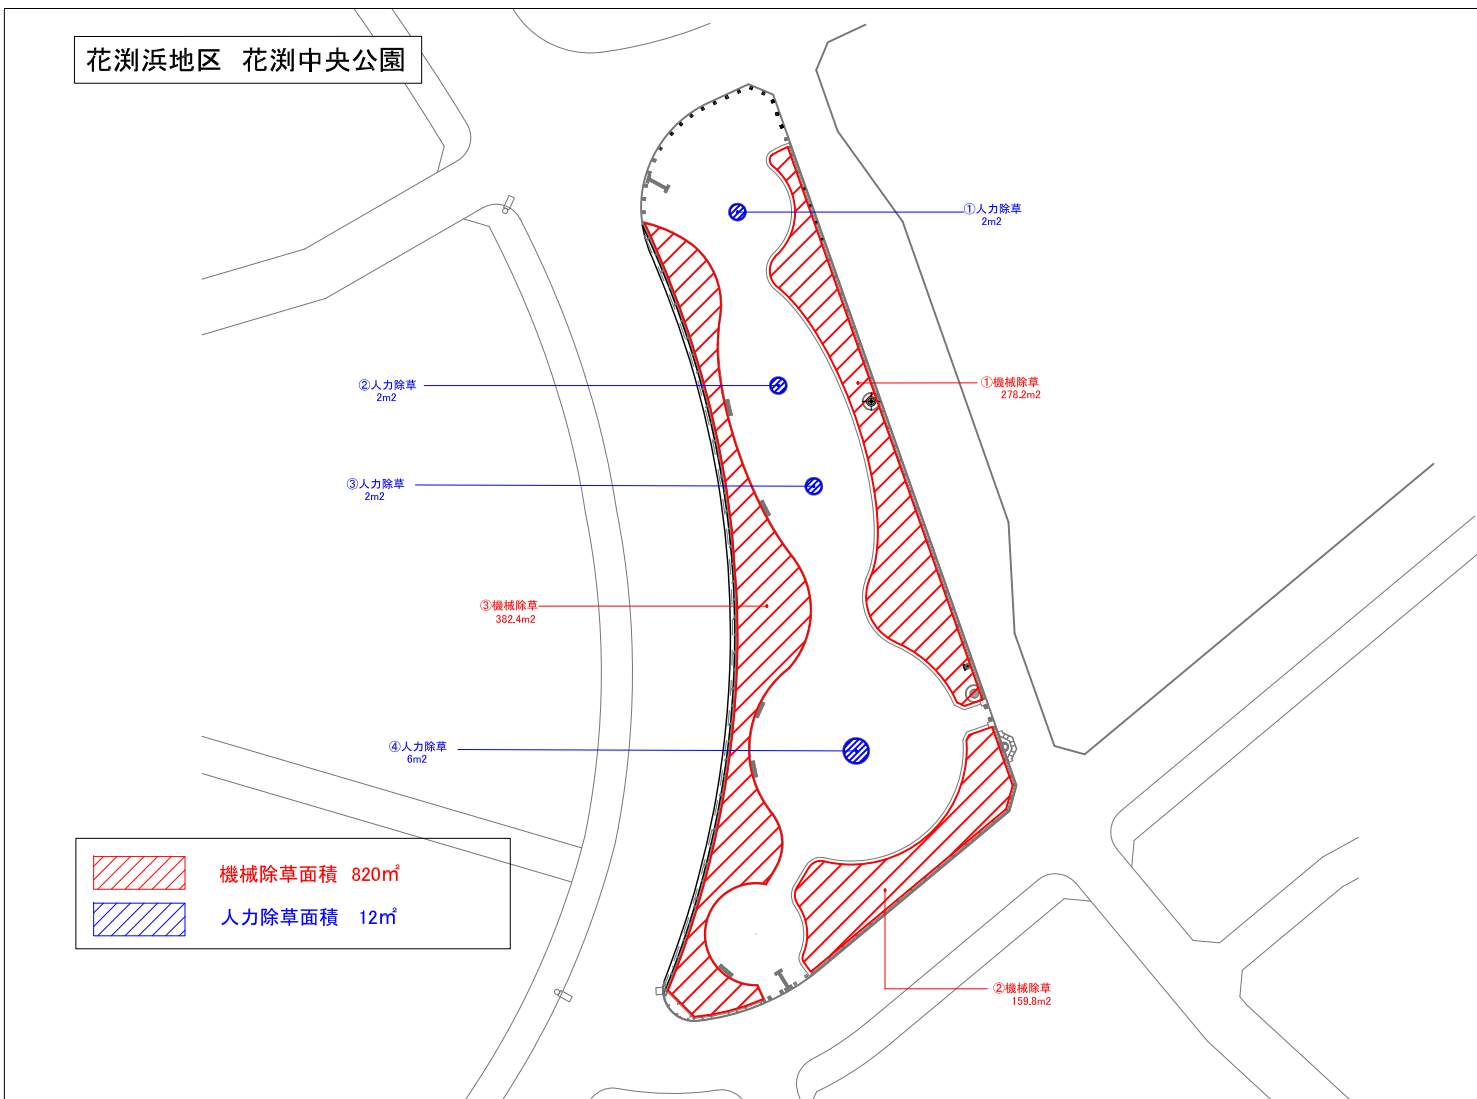 花渕浜地区 花渕中央公園
①人力除草
2m2
②人力除草
2m2
①機械除草
278.2m2
③人力除草
2m2
③機械除草
382.4m2
④人力除草
6m2
機械除草面積 820㎡
人力除草面積 12㎡
②機械除草
159.8m2